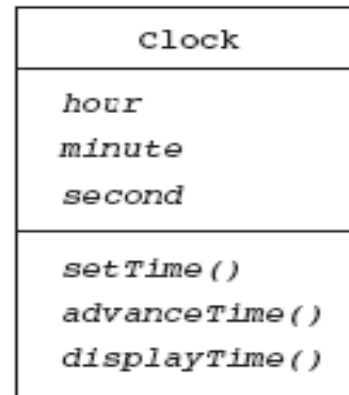 Clock
hour
minute
second
setTime()
advanceTime()
displayTime()